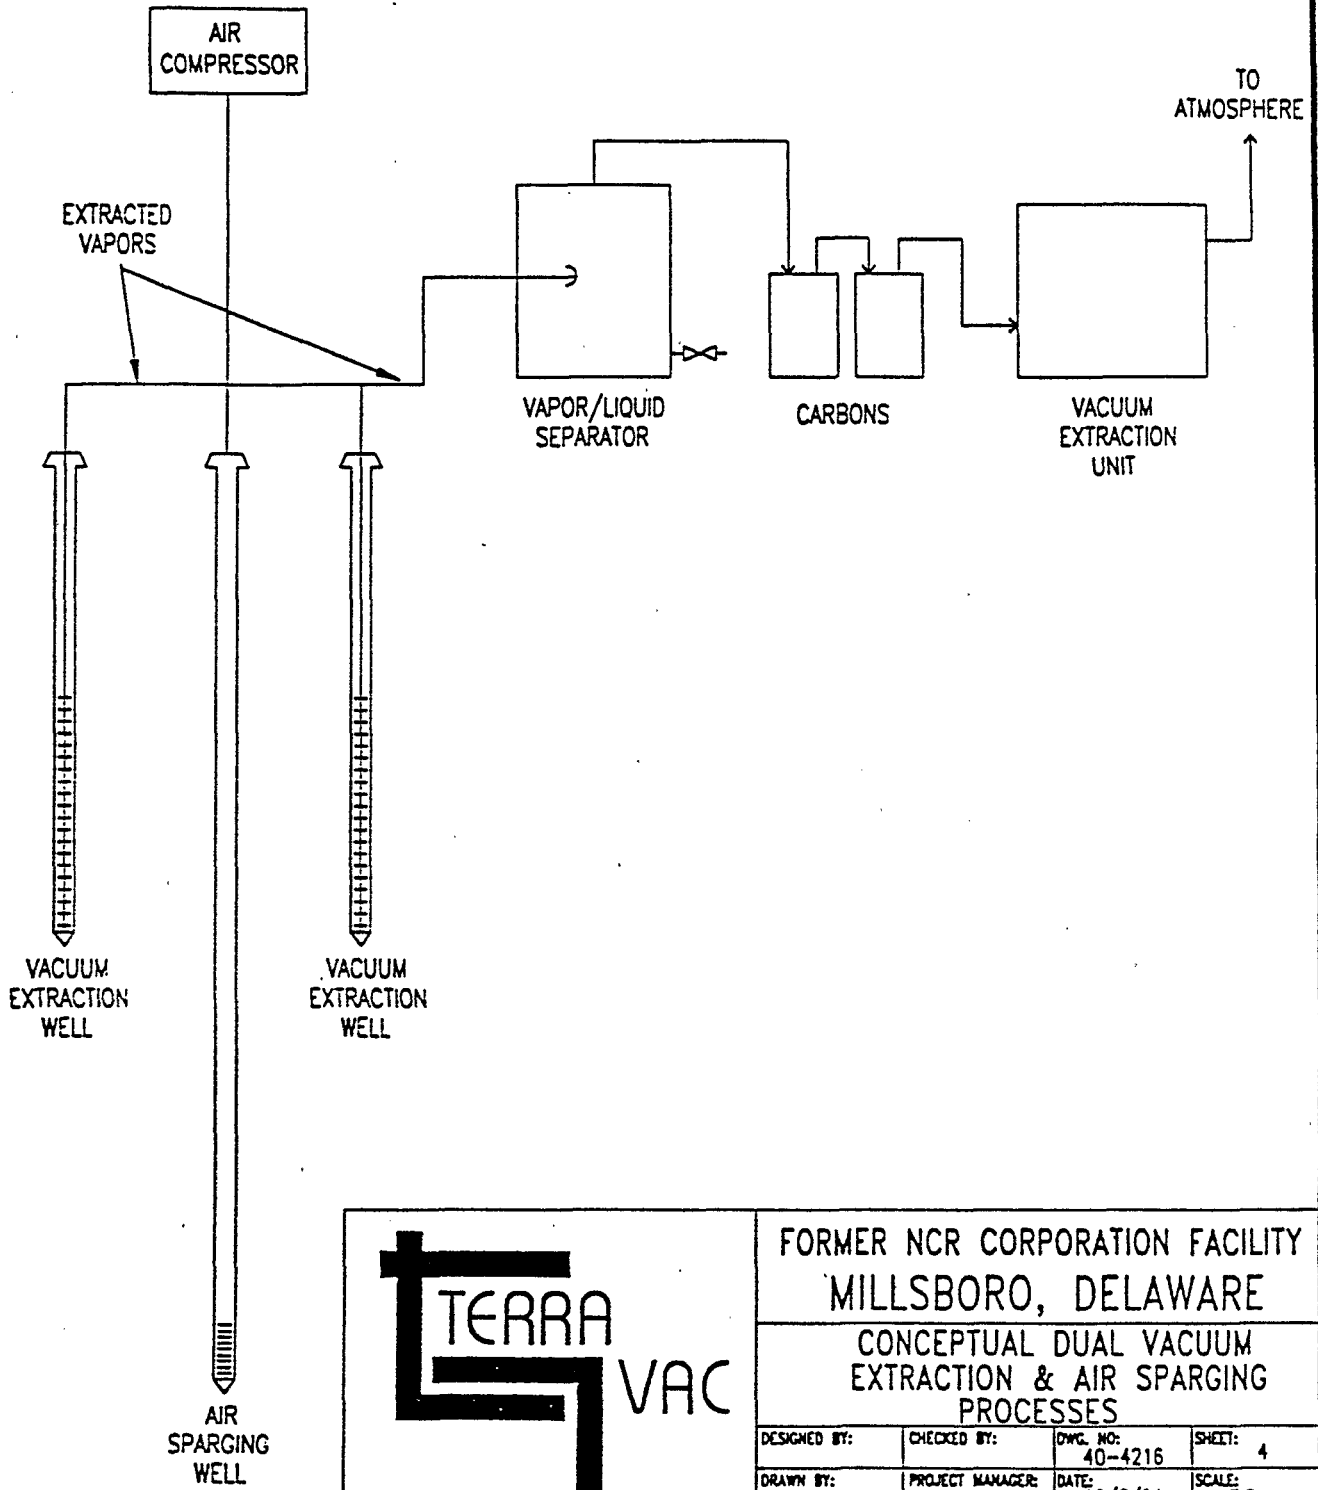 AIR
COMPRESSOR
TO
ATMOSPHERE
EXTRACTED
VAPORS
VAPOR/LIQUID
SEPARATOR
CARBONS
VACUUM
EXTRACTION
UNIT
VACUUM
EXTRACTION
WELL
VACUUM
EXTRACTION
WELL
AIR
SPARGING
WELL
TERRA
VAC
FORMER NCR CORPORATION FACILITY
MILLSBORO, DELAWARE
CONCEPTUAL DUAL VACUUM
EXTRACTION & AIR SPARGING
PROCESSES
DESIGNED BY:
CHECKED BY:
DWG. NO:
40-4216
SHEET:
4
DRAWN BY:
PROJECT MANAGER:
DATE:
SCALE: